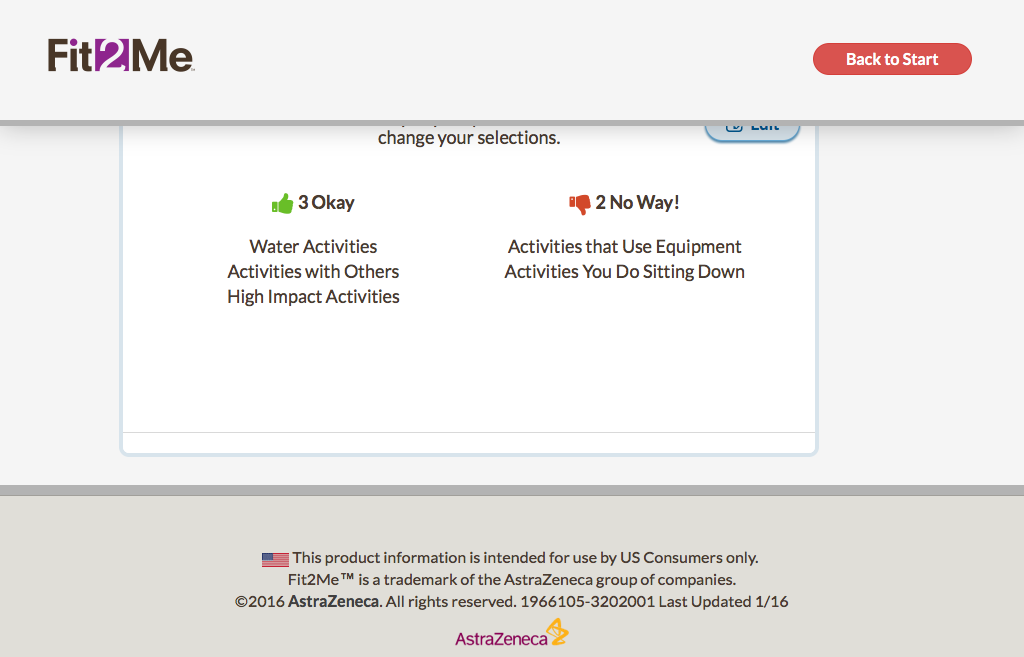 Fit2Me
Back to Start
change your selections.
Edit
3 Okay
2 No Way!
Water Activities
Activities with Others
High Impact Activities
Activities that Use Equipment
Activities You Do Sitting Down
This product information is intended for use by US Consumers only.
Fit2Me™ is a trademark of the AstraZeneca group of companies.
©2016 AstraZeneca. All rights reserved. 1966105-3202001 Last Updated 1/16
AstraZeneca